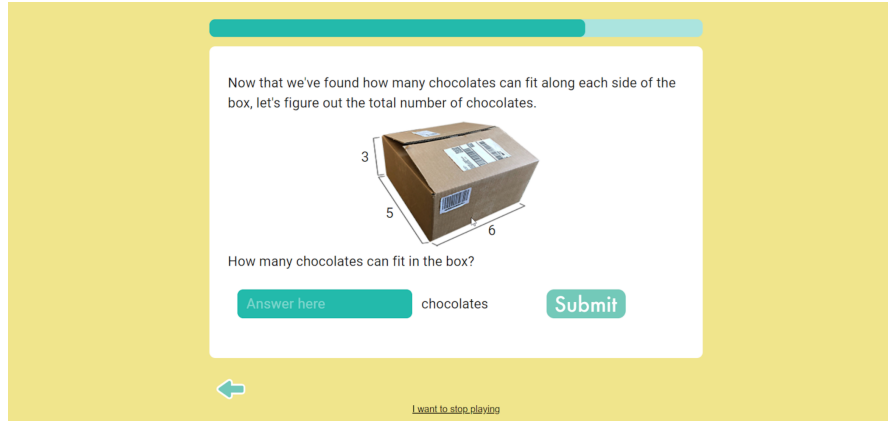 Now that we've found how many chocolates can fit along each side of the
box, let's figure out the total number of chocolates.
3
5
6
How many chocolates can fit in the box?
Answer here
chocolates
Submit
I want to stop playing